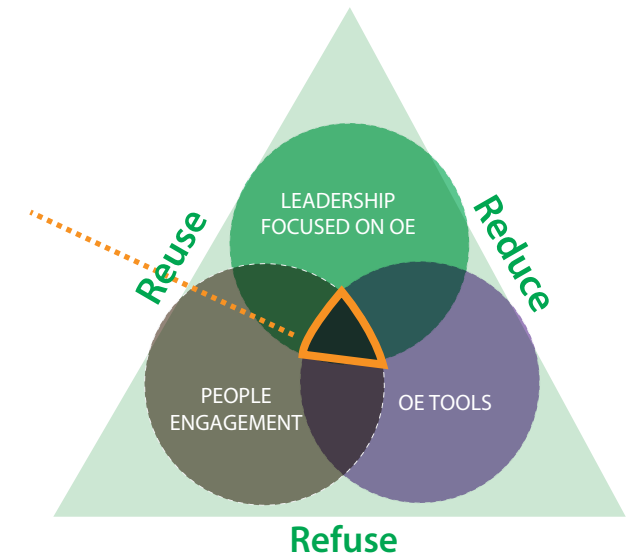 LEADERSHIP
FOCUSED ON OE
Reuse
Reduce
PEOPLE
ENGAGEMENT
OE TOOLS
Refuse